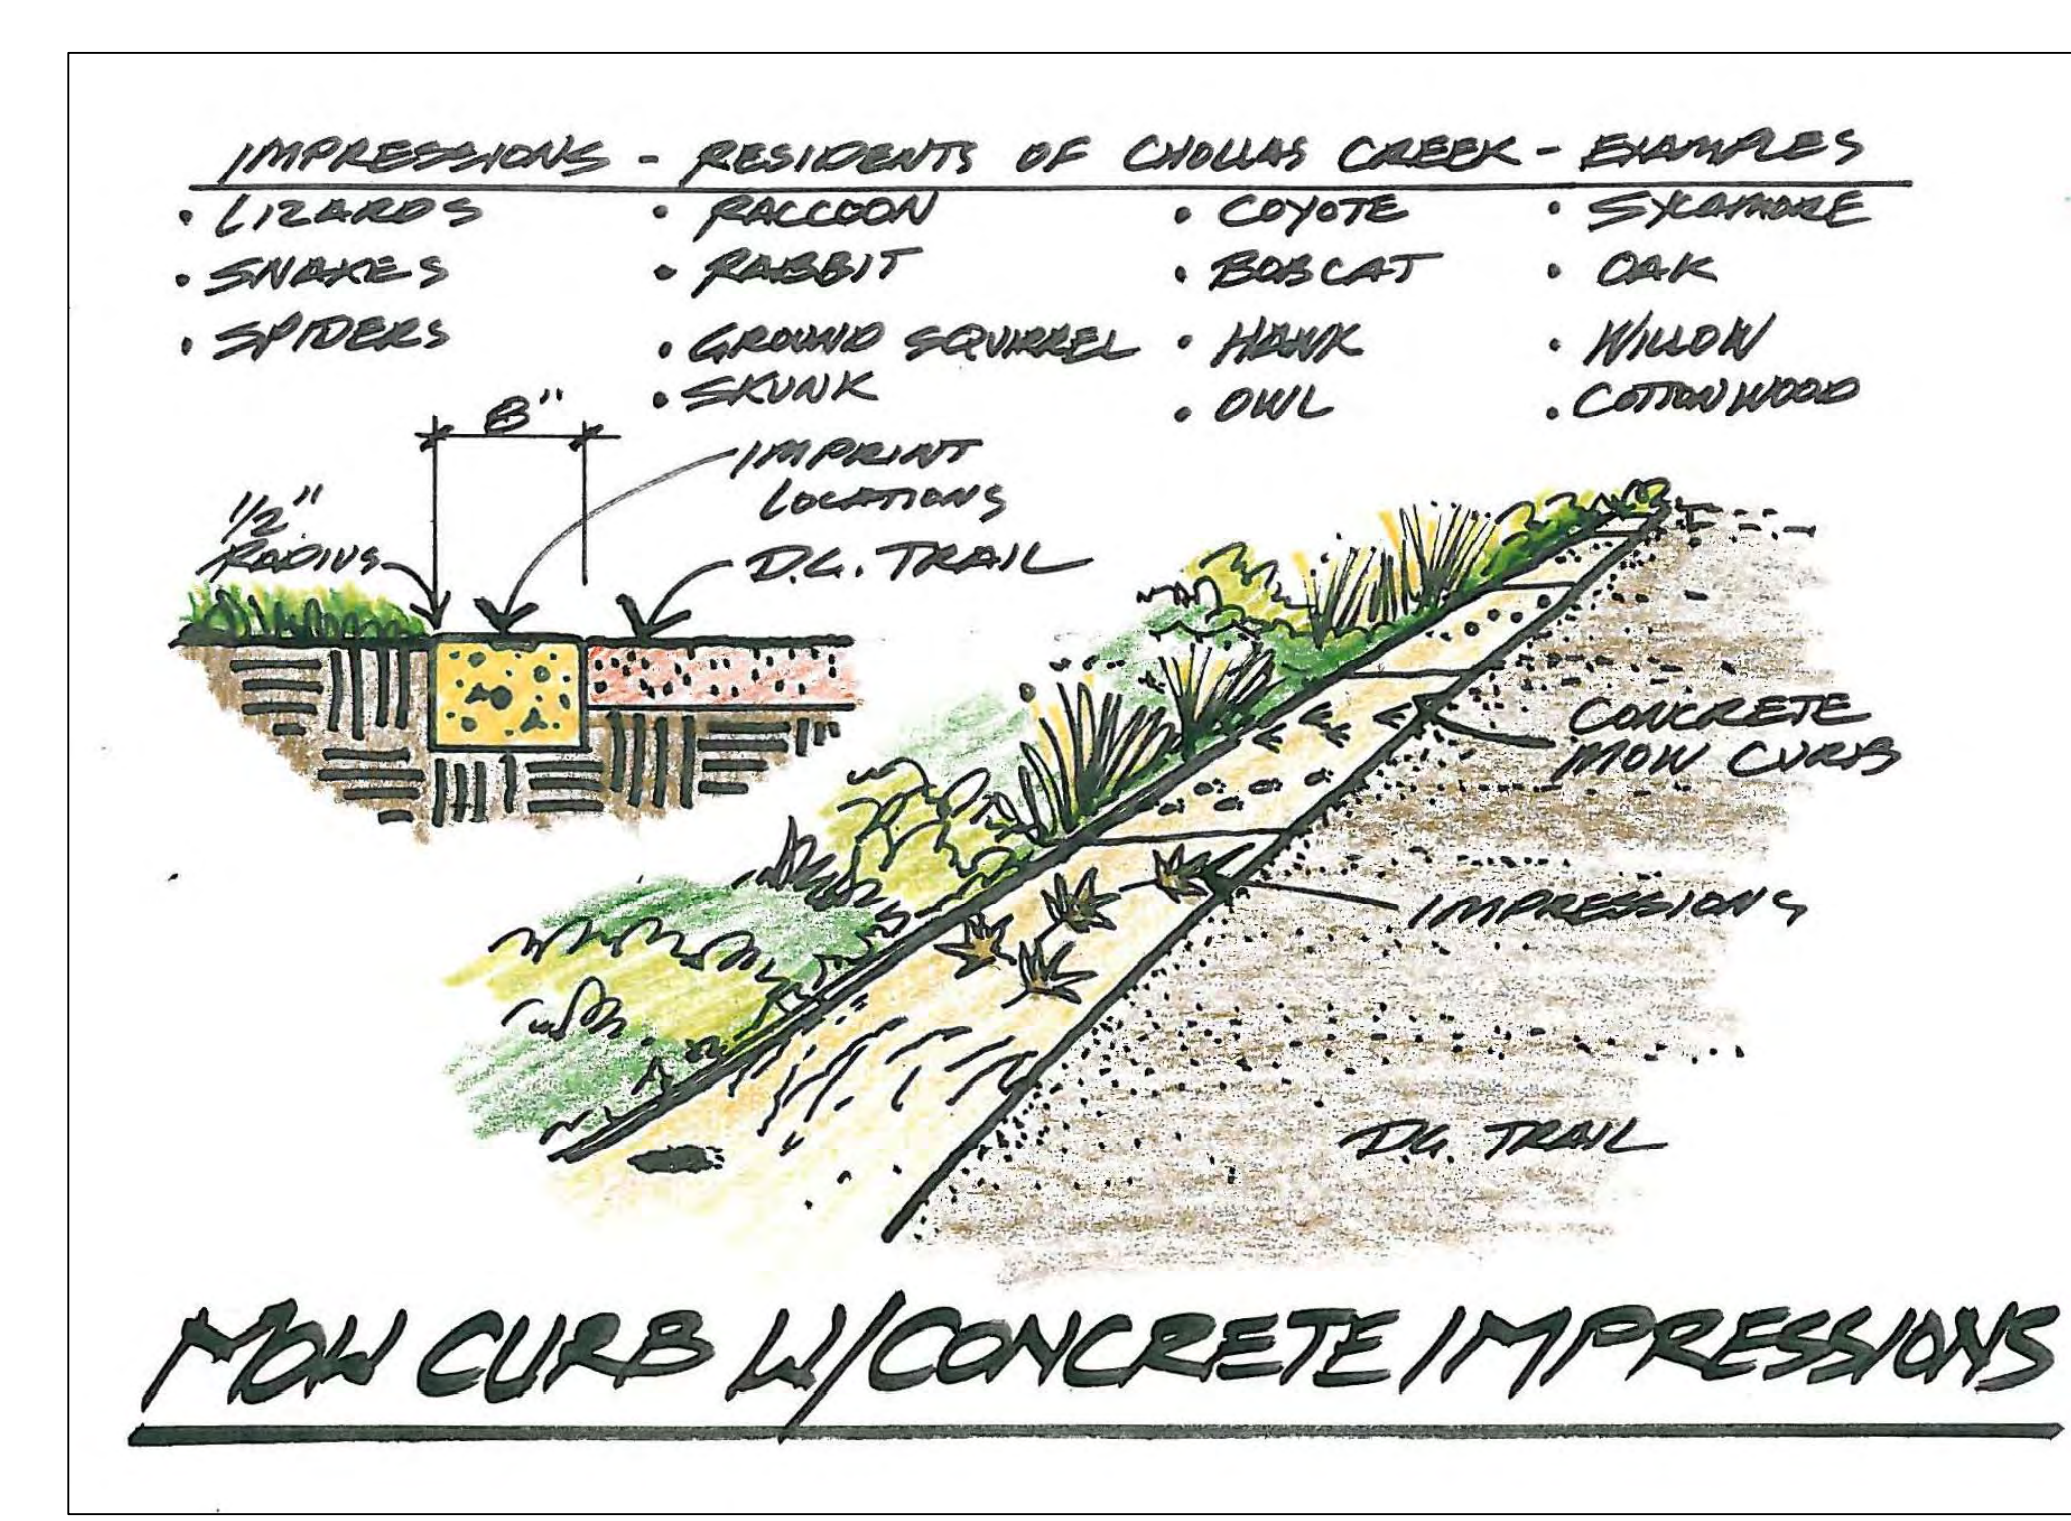 IMPRESSIONS - RESIDENTS OF CHOLLAS CREEK - EXAMPLES
• LIZARDS
• SNAKES
• SPIDERS
• RACCOON
• RABBIT
• GROUND SQUIRREL
• SKUNK
• COYOTE
• BOBCAT
• HAWK
• OWL
• SYCAMORE
• OAK
• WILLOW
• COTTONWOOD
8"
1/2"
RADIUS
IMPRINT
LOCATIONS
D.G. TRAIL
CONCRETE
MOW CURB
IMPRESSIONS
D.G. TRAIL
MOW CURB W/CONCRETE IMPRESSIONS